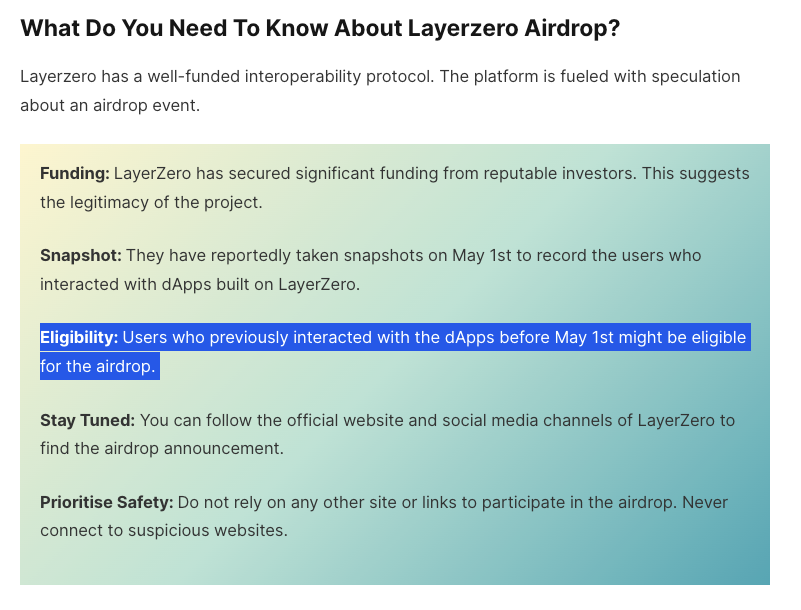 What Do You Need To Know About Layerzero Airdrop?
Layerzero has a well-funded interoperability protocol. The platform is fueled with speculation
about an airdrop event.
Funding: LayerZero has secured significant funding from reputable investors. This suggests
the legitimacy of the project.
Snapshot: They have reportedly taken snapshots on May 1st to record the users who
interacted with dApps built on LayerZero.
Eligibility: Users who previously interacted with the dApps before May 1st might be eligible
for the airdrop.
Stay Tuned: You can follow the official website and social media channels of LayerZero to
find the airdrop announcement.
Prioritise Safety: Do not rely on any other site or links to participate in the airdrop. Never
connect to suspicious websites.